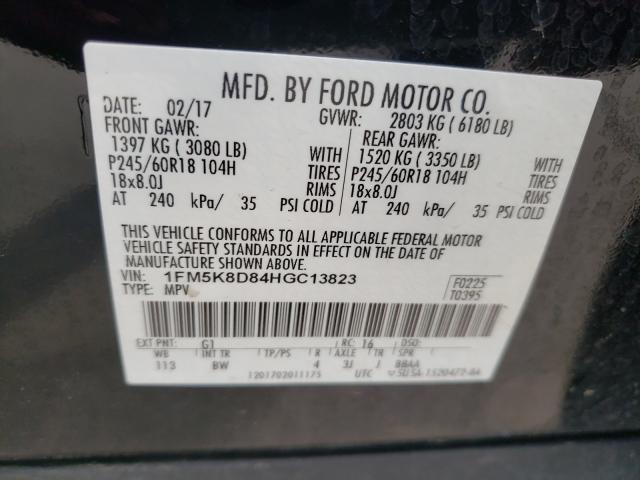 MFD. BY FORD MOTOR CO.
DATE: 02/17 GVWR: 2803 KG ( 6180 LB)
FRONT GAWR: REAR GAWR:
1397 KG ( 3080 LB) WITH 1520 KG ( 3350 LB) WITH
P245/60R18 104H TIRES P245/60R18 104H TIRES
18x8.0J RIMS 18x8.0J RIMS
AT 240 kPa/ 35 PSI COLD AT 240 kPa/ 35 PSI COLD
THIS VEHICLE CONFORMS TO ALL APPLICABLE FEDERAL MOTOR
VEHICLE SAFETY STANDARDS IN EFFECT ON THE DATE OF
MANUFACTURE SHOWN ABOVE.
VIN: 1FM5K8D84HGC13823 F0225
TYPE: MPV T0395
EXT PNT: G1 RC: 16 DSO:
WB INT TR TP/PS R AXLE TR SPR
113 BW 4 3J J BBAA
1201702011175 UTC